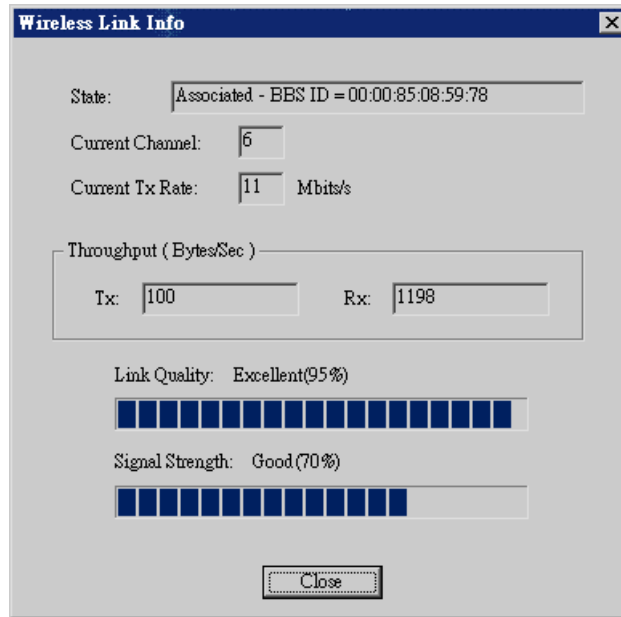 Wireless Link Info
State: Associated - BBS ID = 00:00:85:08:59:78
Current Channel: 6
Current Tx Rate: 11 Mbits/s
Throughput ( Bytes/Sec )
Tx: 100 Rx: 1198
Link Quality: Excellent(95%)
Signal Strength: Good(70%)
Close